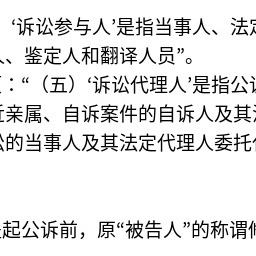 ‘诉讼参与人’是指当事人、法
人、鉴定人和翻译人员”。
：“（五）‘诉讼代理人’是指公
近亲属、自诉案件的自诉人及其
的当事人及其法定代理人委托
起公诉前，原“被告人”的称谓